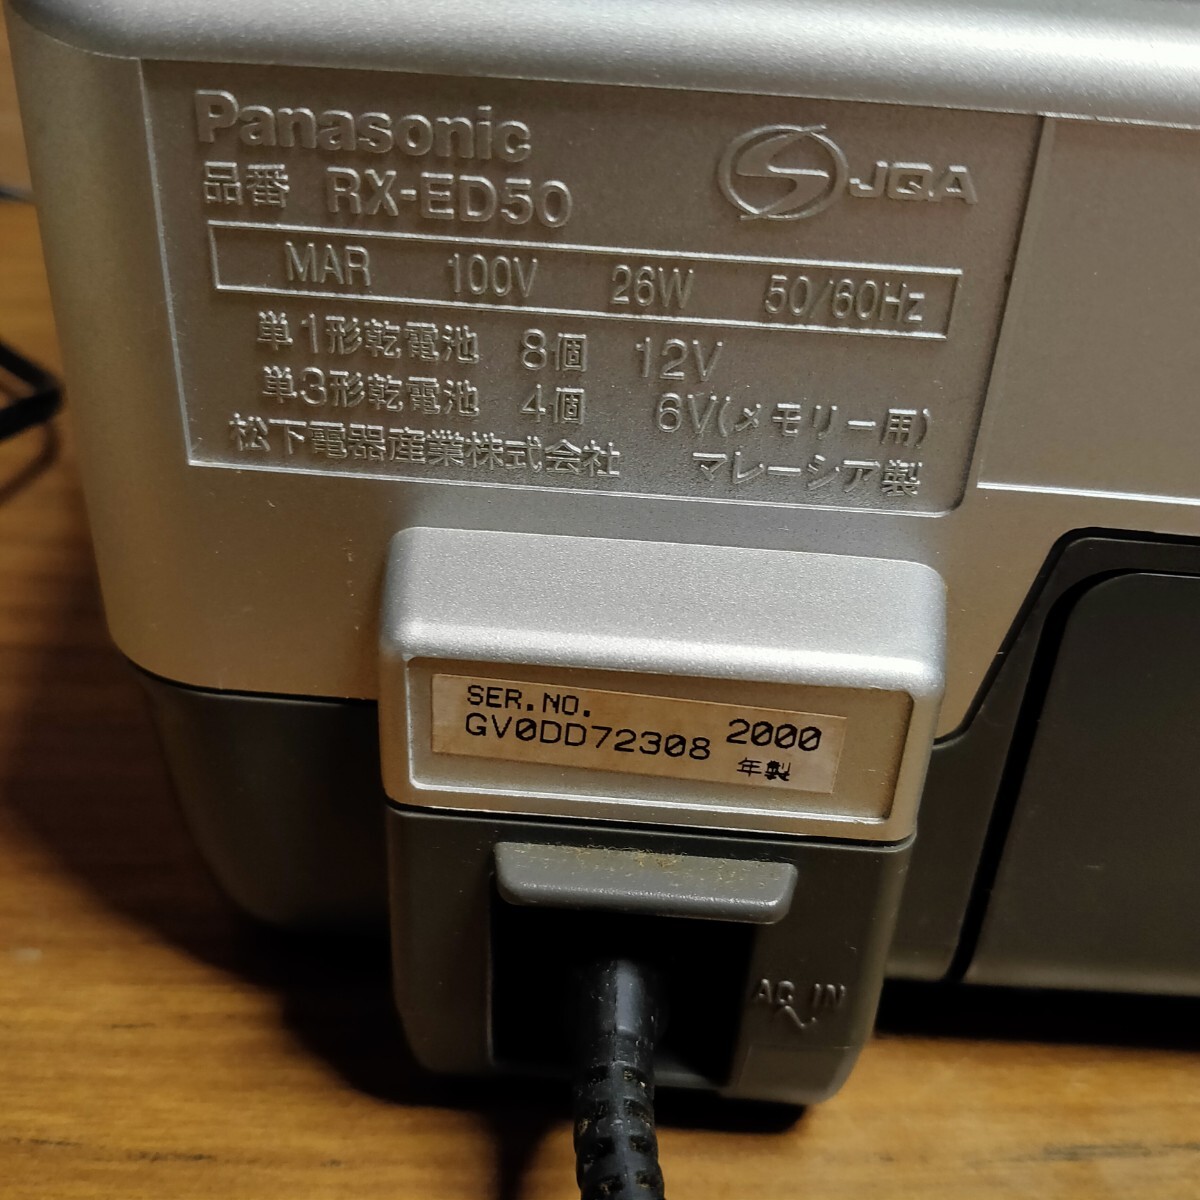 Panasonic
品番 RX-ED50
S JQA
MAR 100V 26W 50/60Hz
単1形乾電池 8個 12V
単3形乾電池 4個 6V(メモリー用)
松下電器産業株式会社 マレーシア製
SER.NO.
GV0DD72308 2000
年製
AC IN